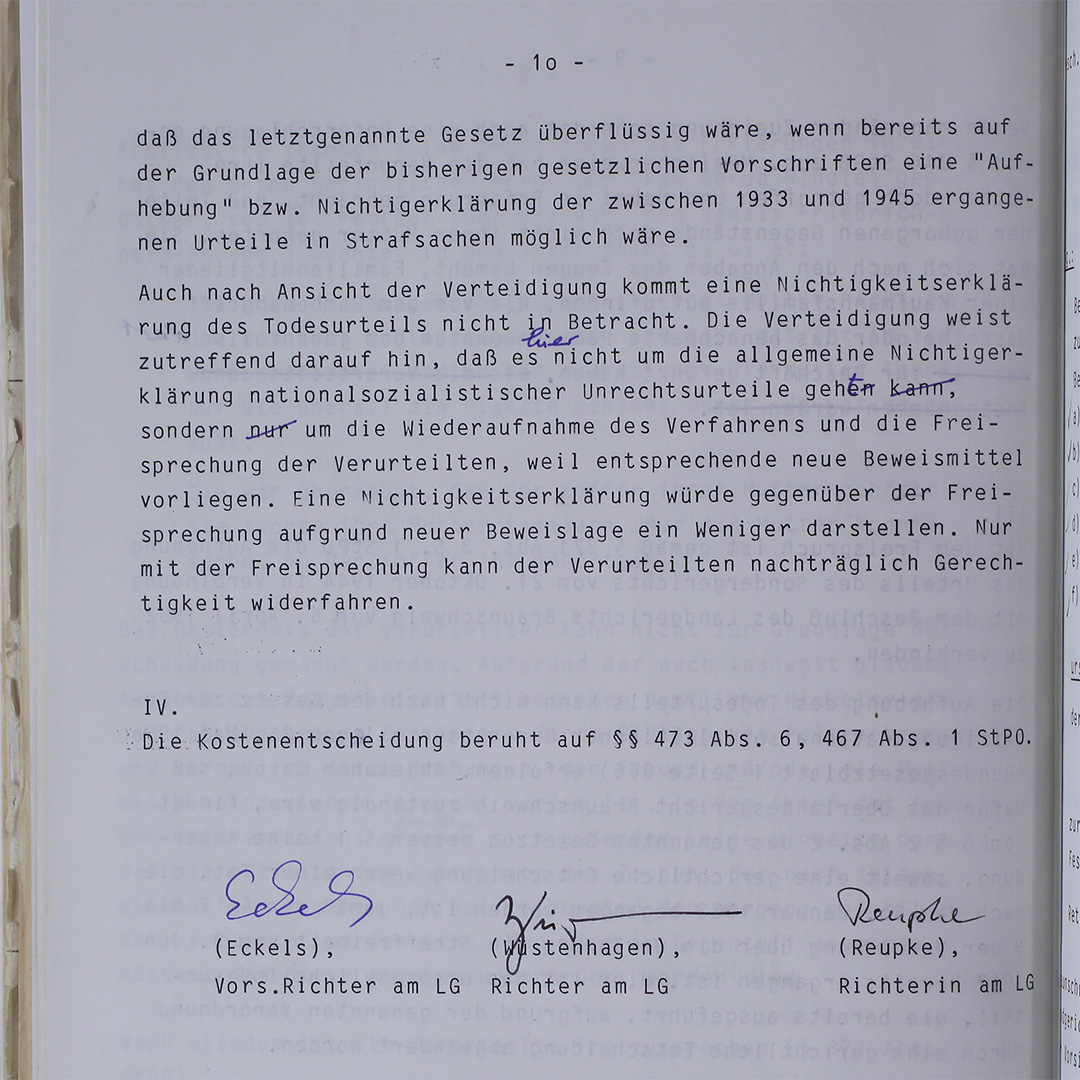 - 1o -
daß das letztgenannte Gesetz überflüssig wäre, wenn bereits auf
der Grundlage der bisherigen gesetzlichen Vorschriften eine "Auf-
hebung" bzw. Nichtigerklärung der zwischen 1933 und 1945 ergange-
nen Urteile in Strafsachen möglich wäre.
Auch nach Ansicht der Verteidigung kommt eine Nichtigkeitserklä-
rung des Todesurteils nicht in Betracht. Die Verteidigung weist
hier
zutreffend darauf hin, daß es nicht um die allgemeine Nichtiger-
klärung nationalsozialistischer Unrechtsurteile gehen kann,
sondern nur um die Wiederaufnahme des Verfahrens und die Frei-
sprechung der Verurteilten, weil entsprechende neue Beweismittel
vorliegen. Eine Nichtigkeitserklärung würde gegenüber der Frei-
sprechung aufgrund neuer Beweislage ein Weniger darstellen. Nur
mit der Freisprechung kann der Verurteilten nachträglich Gerech-
tigkeit widerfahren.
IV.
Die Kostenentscheidung beruht auf §§ 473 Abs. 6, 467 Abs. 1 StPO.
Eckels Reupke
(Eckels), (Wüstenhagen), (Reupke),
Vors.Richter am LG Richter am LG Richterin am LG